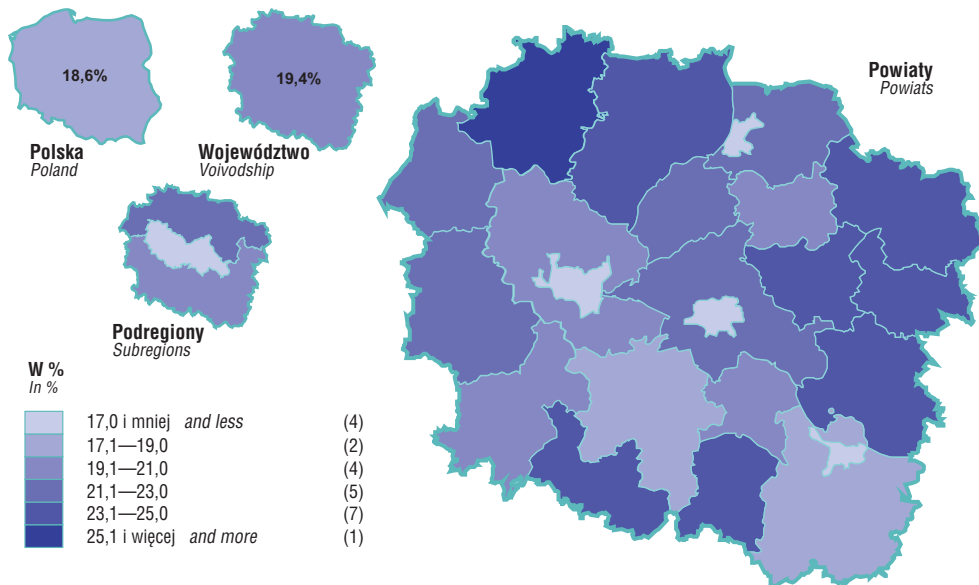 18,6%
Polska
Poland
19,4%
Województwo
Voivodship
Powiaty
Powiats
Podregiony
Subregions
W %
In %
17,0 i mniej and less (4)
17,1—19,0 (2)
19,1—21,0 (4)
21,1—23,0 (5)
23,1—25,0 (7)
25,1 i więcej and more (1)